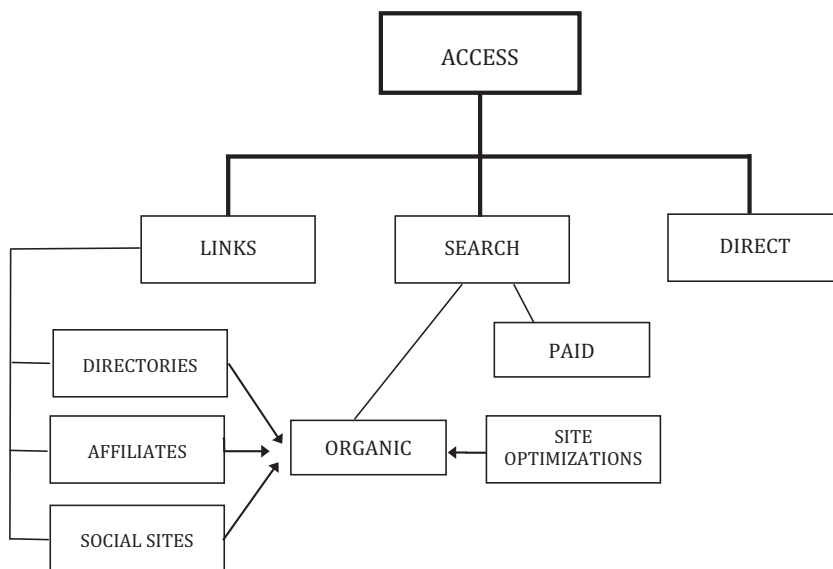 ACCESS
LINKS
SEARCH
DIRECT
PAID
DIRECTORIES
ORGANIC
SITE
OPTIMIZATIONS
AFFILIATES
SOCIAL SITES